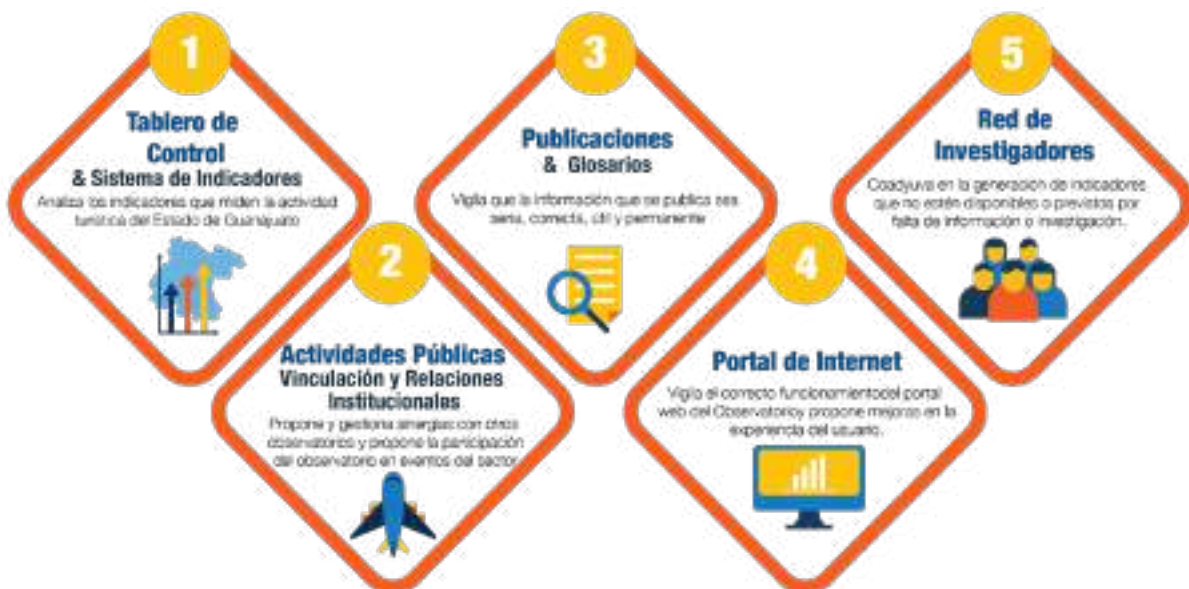 1
Tablero de
Control
& Sistema de Indicadores
Analiza los indicadores que miden la actividad
turística del Estado de Guanajuato
2
Actividades Públicas
Vinculación y Relaciones
Institucionales
Propone y gestiona sinergias con otros
observatorios y propone la participación
del observatorio en eventos del sector
3
Publicaciones
& Glosarios
Vigila que la información que se publica sea
seria, correcta, útil y permanente
4
Portal de Internet
Vigila el correcto funcionamientodel portal
web del Observatorioy propone mejoras en la
experiencia del usuario.
5
Red de
Investigadores
Coadyuva en la generación de indicadores
que no estén disponibles o previstos por
falta de información o investigación.